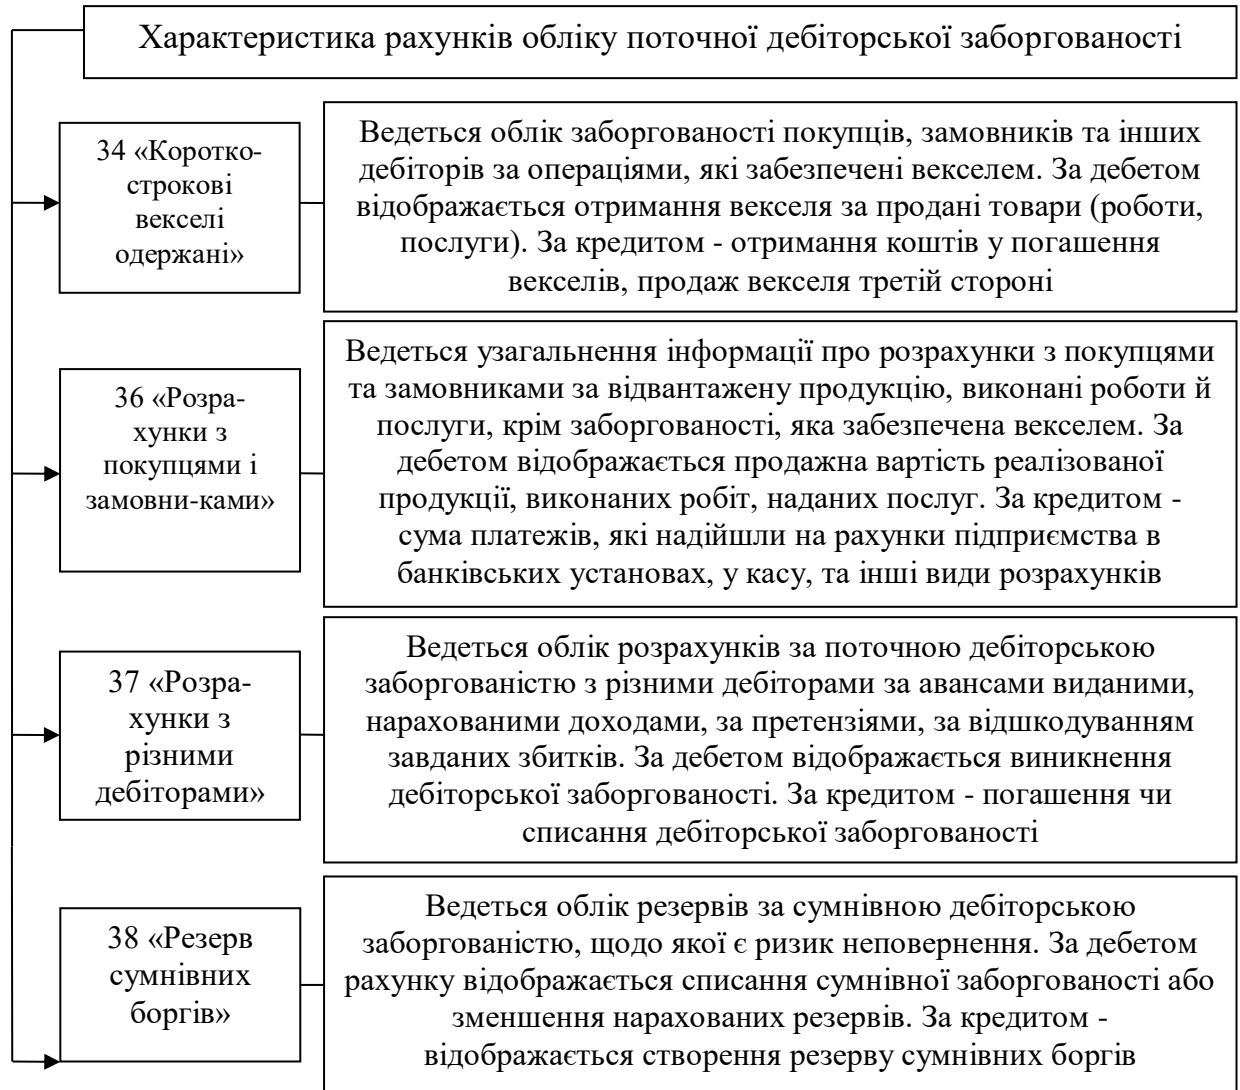 Характеристика рахунків обліку поточної дебіторської заборгованості
34 «Коротко-
строкові
векселі
одержані»
Ведеться облік заборгованості покупців, замовників та інших
дебіторів за операціями, які забезпечені векселем. За дебетом
відображається отримання векселя за продані товари (роботи,
послуги). За кредитом - отримання коштів у погашення
векселів, продаж векселя третій стороні
36 «Розра-
хунки з
покупцями і
замовни-ками»
Ведеться узагальнення інформації про розрахунки з покупцями
та замовниками за відвантажену продукцію, виконані роботи й
послуги, крім заборгованості, яка забезпечена векселем. За
дебетом відображається продажна вартість реалізованої
продукції, виконаних робіт, наданих послуг. За кредитом -
сума платежів, які надійшли на рахунки підприємства в
банківських установах, у касу, та інші види розрахунків
37 «Розра-
хунки з
різними
дебіторами»
Ведеться облік розрахунків за поточною дебіторською
заборгованістю з різними дебіторами за авансами виданими,
нарахованими доходами, за претензіями, за відшкодуванням
завданих збитків. За дебетом відображається виникнення
дебіторської заборгованості. За кредитом - погашення чи
списання дебіторської заборгованості
38 «Резерв
сумнівних
боргів»
Ведеться облік резервів за сумнівною дебіторською
заборгованістю, щодо якої є ризик неповернення. За дебетом
рахунку відображається списання сумнівної заборгованості або
зменшення нарахованих резервів. За кредитом -
відображається створення резерву сумнівних боргів